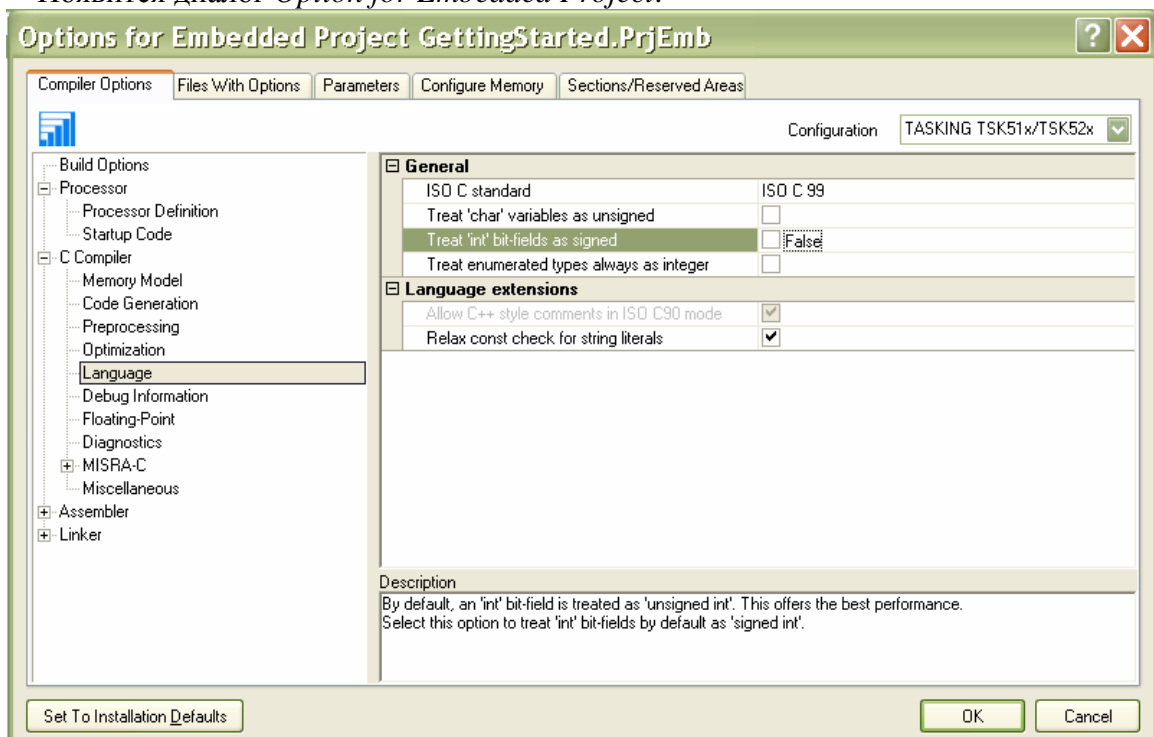 Появится диалог Option for Embedded Project.
Options for Embedded Project GettingStarted.PrjEmb
Compiler Options Files With Options Parameters Configure Memory Sections/Reserved Areas
Configuration TASKING TSK51x/TSK52x
Build Options
Processor
Processor Definition
Startup Code
C Compiler
Memory Model
Code Generation
Preprocessing
Optimization
Language
Debug Information
Floating-Point
Diagnostics
MISRA-C
Miscellaneous
Assembler
Linker
General
ISO C standard ISO C 99
Treat 'char' variables as unsigned
Treat 'int' bit-fields as signed False
Treat enumerated types always as integer
Language extensions
Allow C++ style comments in ISO C90 mode
Relax const check for string literals
Description
By default, an 'int' bit-field is treated as 'unsigned int'. This offers the best performance.
Select this option to treat 'int' bit-fields by default as 'signed int'.
Set To Installation Defaults OK Cancel